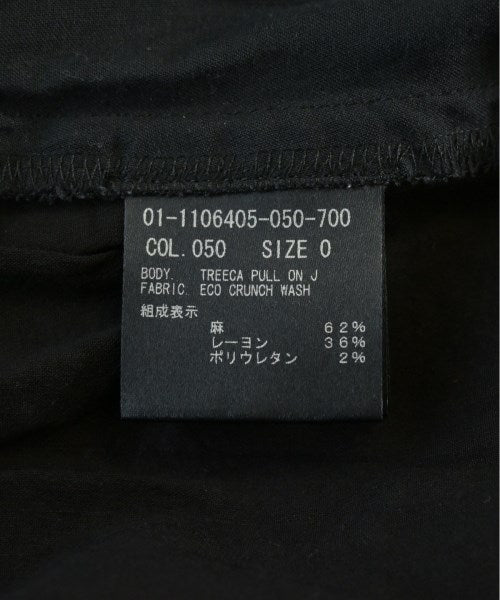 01-1106405-050-700
COL.050 SIZE 0
BODY. TREECA PULL ON J
FABRIC. ECO CRUNCH WASH
組成表示
麻 62%
レーヨン 36%
ポリウレタン 2%